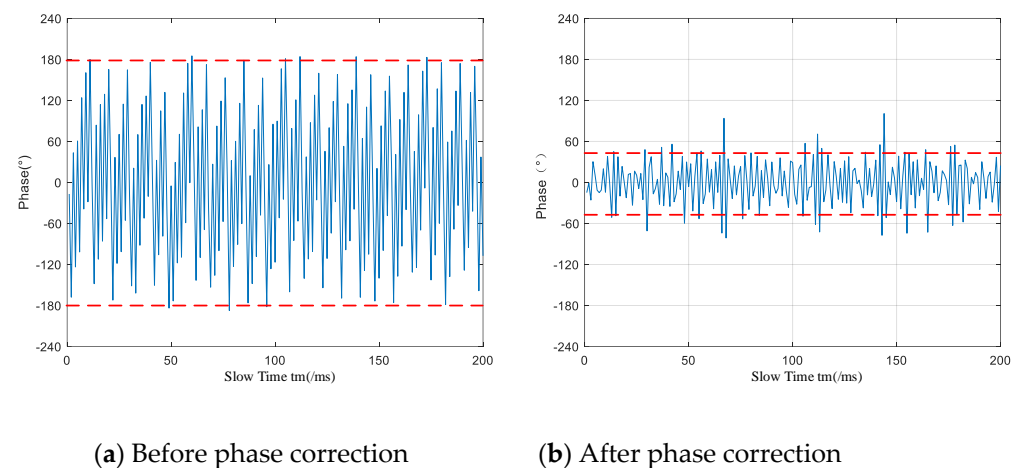 240
180
120
60
0
-60
-120
-180
-240
Phase(°)
0 50 100 150 200
Slow Time tm(/ms)
(a) Before phase correction
240
180
120
60
0
-60
-120
-180
-240
Phase（°）
0 50 100 150 200
Slow Time tm(/ms)
(b) After phase correction